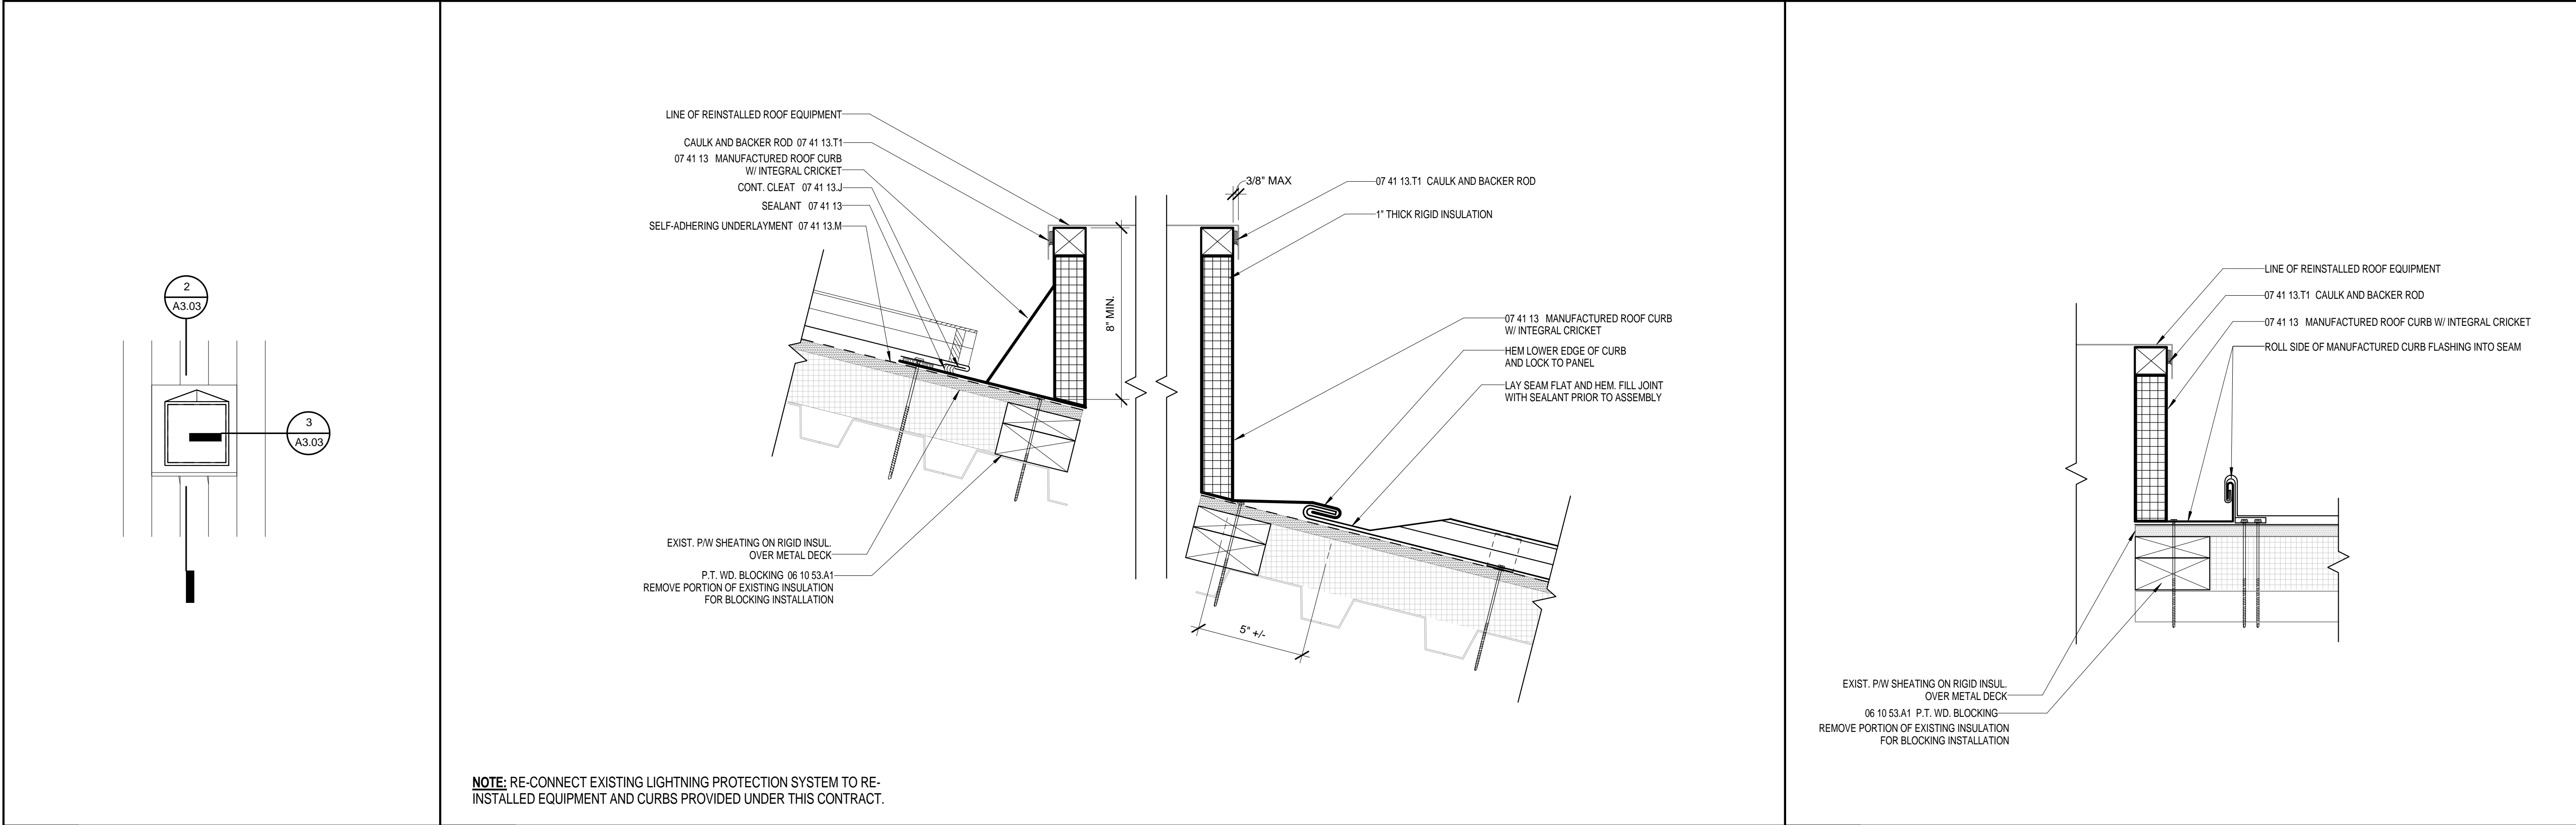 2
A3.03
3
A3.03
LINE OF REINSTALLED ROOF EQUIPMENT
CAULK AND BACKER ROD 07 41 13.T1
07 41 13 MANUFACTURED ROOF CURB
W/ INTEGRAL CRICKET
CONT. CLEAT 07 41 13.J
SEALANT 07 41 13
SELF-ADHERING UNDERLAYMENT 07 41 13.M
8" MIN.
EXIST. P/W SHEATING ON RIGID INSUL.
OVER METAL DECK
P.T. WD. BLOCKING 06 10 53.A1
REMOVE PORTION OF EXISTING INSULATION
FOR BLOCKING INSTALLATION
3/8" MAX
07 41 13.T1 CAULK AND BACKER ROD
1" THICK RIGID INSULATION
07 41 13 MANUFACTURED ROOF CURB
W/ INTEGRAL CRICKET
HEM LOWER EDGE OF CURB
AND LOCK TO PANEL
LAY SEAM FLAT AND HEM. FILL JOINT
WITH SEALANT PRIOR TO ASSEMBLY
5" +/-
NOTE: RE-CONNECT EXISTING LIGHTNING PROTECTION SYSTEM TO RE-
INSTALLED EQUIPMENT AND CURBS PROVIDED UNDER THIS CONTRACT.
LINE OF REINSTALLED ROOF EQUIPMENT
07 41 13.T1 CAULK AND BACKER ROD
07 41 13 MANUFACTURED ROOF CURB W/ INTEGRAL CRICKET
ROLL SIDE OF MANUFACTURED CURB FLASHING INTO SEAM
EXIST. P/W SHEATING ON RIGID INSUL.
OVER METAL DECK
06 10 53.A1 P.T. WD. BLOCKING
REMOVE PORTION OF EXISTING INSULATION
FOR BLOCKING INSTALLATION